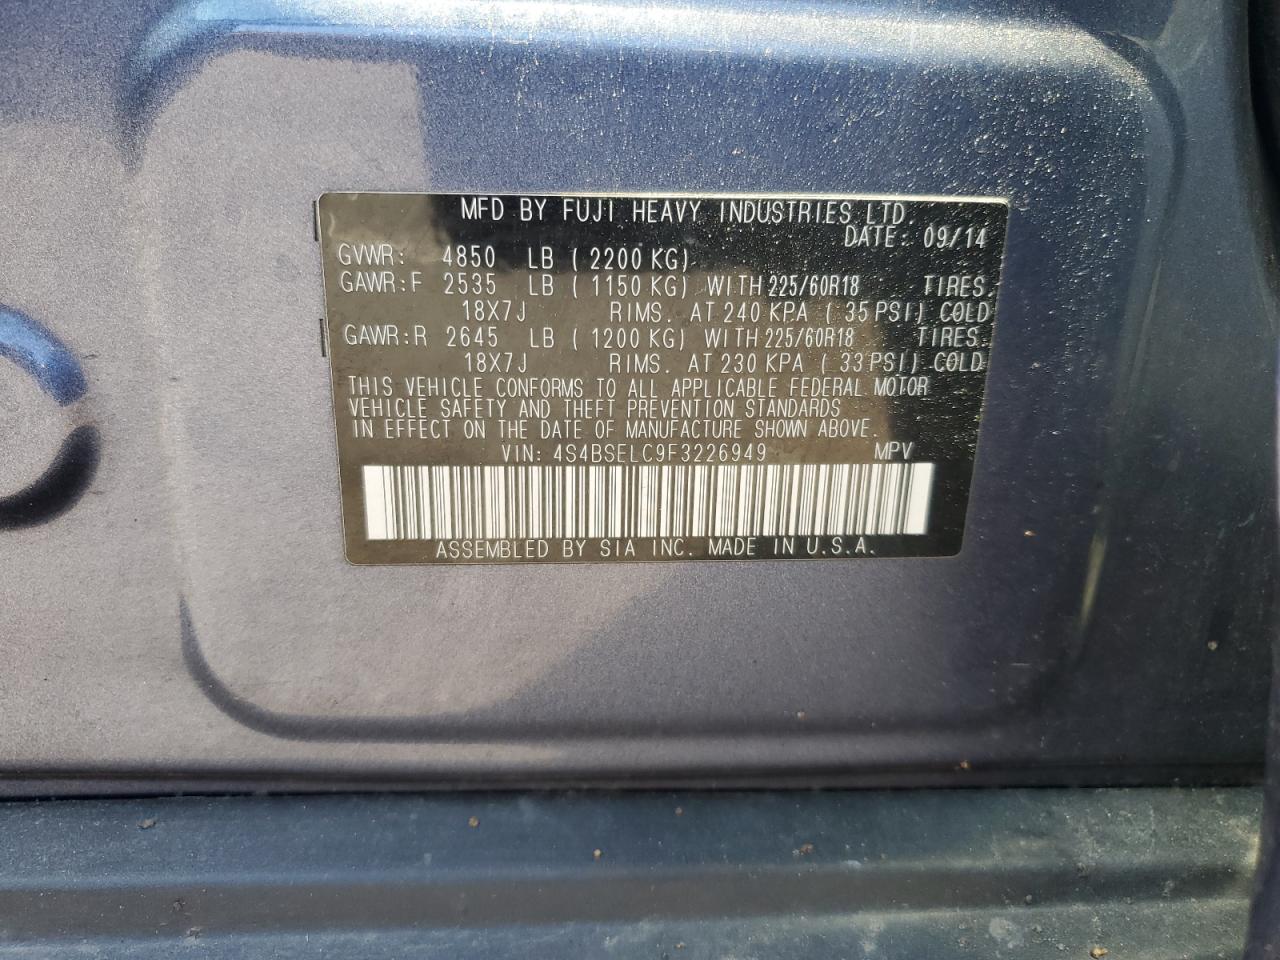 MFD BY FUJI HEAVY INDUSTRIES LTD.
DATE: 09/14
GVWR: 4850 LB ( 2200 KG)
GAWR:F 2535 LB ( 1150 KG) WITH 225/60R18 TIRES,
18X7J RIMS. AT 240 KPA ( 35 PSI) COLD
GAWR:R 2645 LB ( 1200 KG) WITH 225/60R18 TIRES,
18X7J RIMS. AT 230 KPA ( 33 PSI) COLD
THIS VEHICLE CONFORMS TO ALL APPLICABLE FEDERAL MOTOR
VEHICLE SAFETY AND THEFT PREVENTION STANDARDS
IN EFFECT ON THE DATE OF MANUFACTURE SHOWN ABOVE.
VIN: 4S4BSELC9F3226949 MPV
ASSEMBLED BY SIA INC. MADE IN U.S.A.